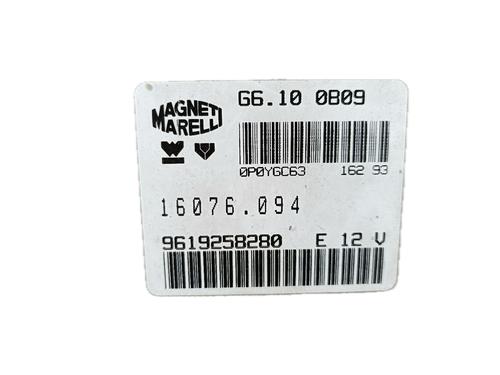 MAGNETI
MARELLI
G6.10 0B09
0P0YGC63 162 93
16076.094
9619258280 E 12 V